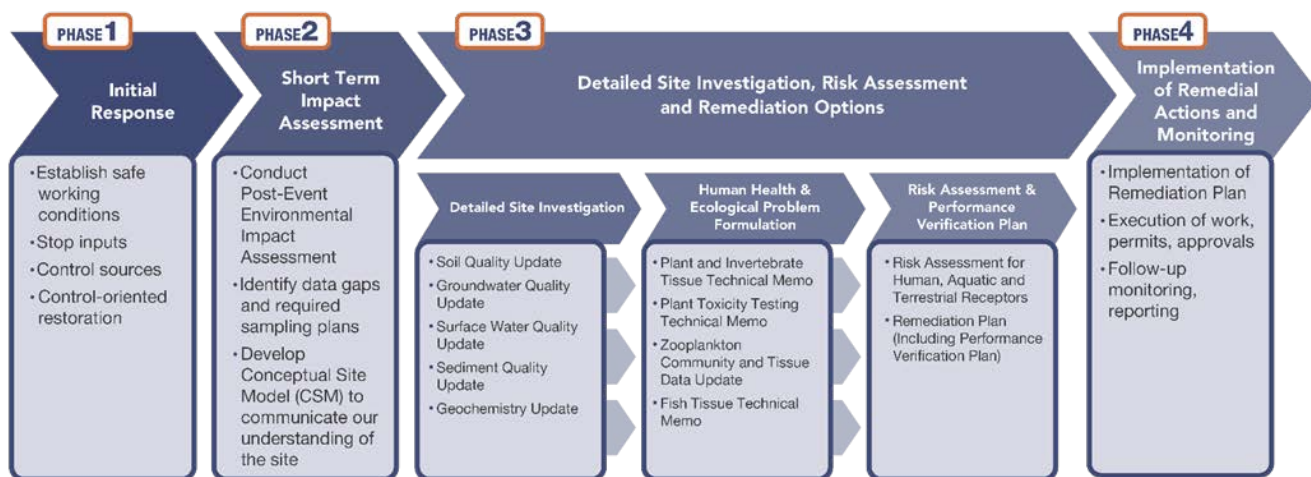 PHASE1
Initial
Response
•Establish safe
working
conditions
•Stop inputs
•Control sources
•Control-oriented
restoration
PHASE2
Short Term
Impact
Assessment
•Conduct
Post-Event
Environmental
Impact
Assessment
•Identify data gaps
and required
sampling plans
•Develop
Conceptual Site
Model (CSM) to
communicate our
understanding of
the site
PHASE3
Detailed Site Investigation, Risk Assessment
and Remediation Options
Detailed Site Investigation
•Soil Quality Update
•Groundwater Quality
Update
•Surface Water Quality
Update
•Sediment Quality
Update
•Geochemistry Update
Human Health &
Ecological Problem
Formulation
•Plant and Invertebrate
Tissue Technical Memo
•Plant Toxicity Testing
Technical Memo
•Zooplankton
Community and Tissue
Data Update
•Fish Tissue Technical
Memo
Risk Assessment &
Performance
Verification Plan
•Risk Assessment for
Human, Aquatic and
Terrestrial Receptors
•Remediation Plan
(Including Performance
Verification Plan)
PHASE4
Implementation
of Remedial
Actions and
Monitoring
•Implementation of
Remediation Plan
•Execution of work,
permits, approvals
•Follow-up
monitoring,
reporting